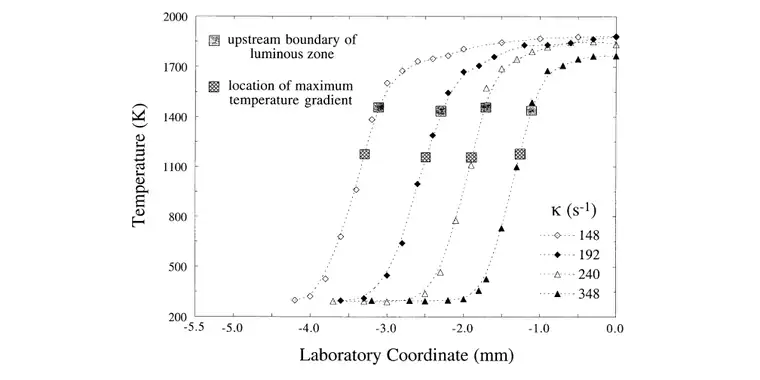 2000
1700
1400
1100
800
500
200
Temperature (K)
upstream boundary of
luminous zone
location of maximum
temperature gradient
κ (s-1)
148
192
240
348
-5.5 -5.0 -4.0 -3.0 -2.0 -1.0 0.0
Laboratory Coordinate (mm)